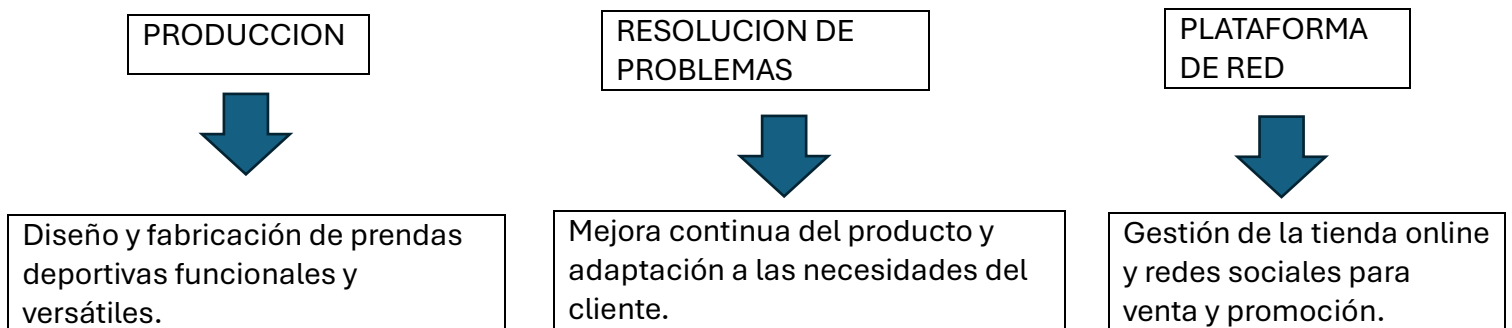 PRODUCCION
RESOLUCION DE
PROBLEMAS
PLATAFORMA
DE RED
Diseño y fabricación de prendas
deportivas funcionales y
versátiles.
Mejora continua del producto y
adaptación a las necesidades del
cliente.
Gestión de la tienda online
y redes sociales para
venta y promoción.